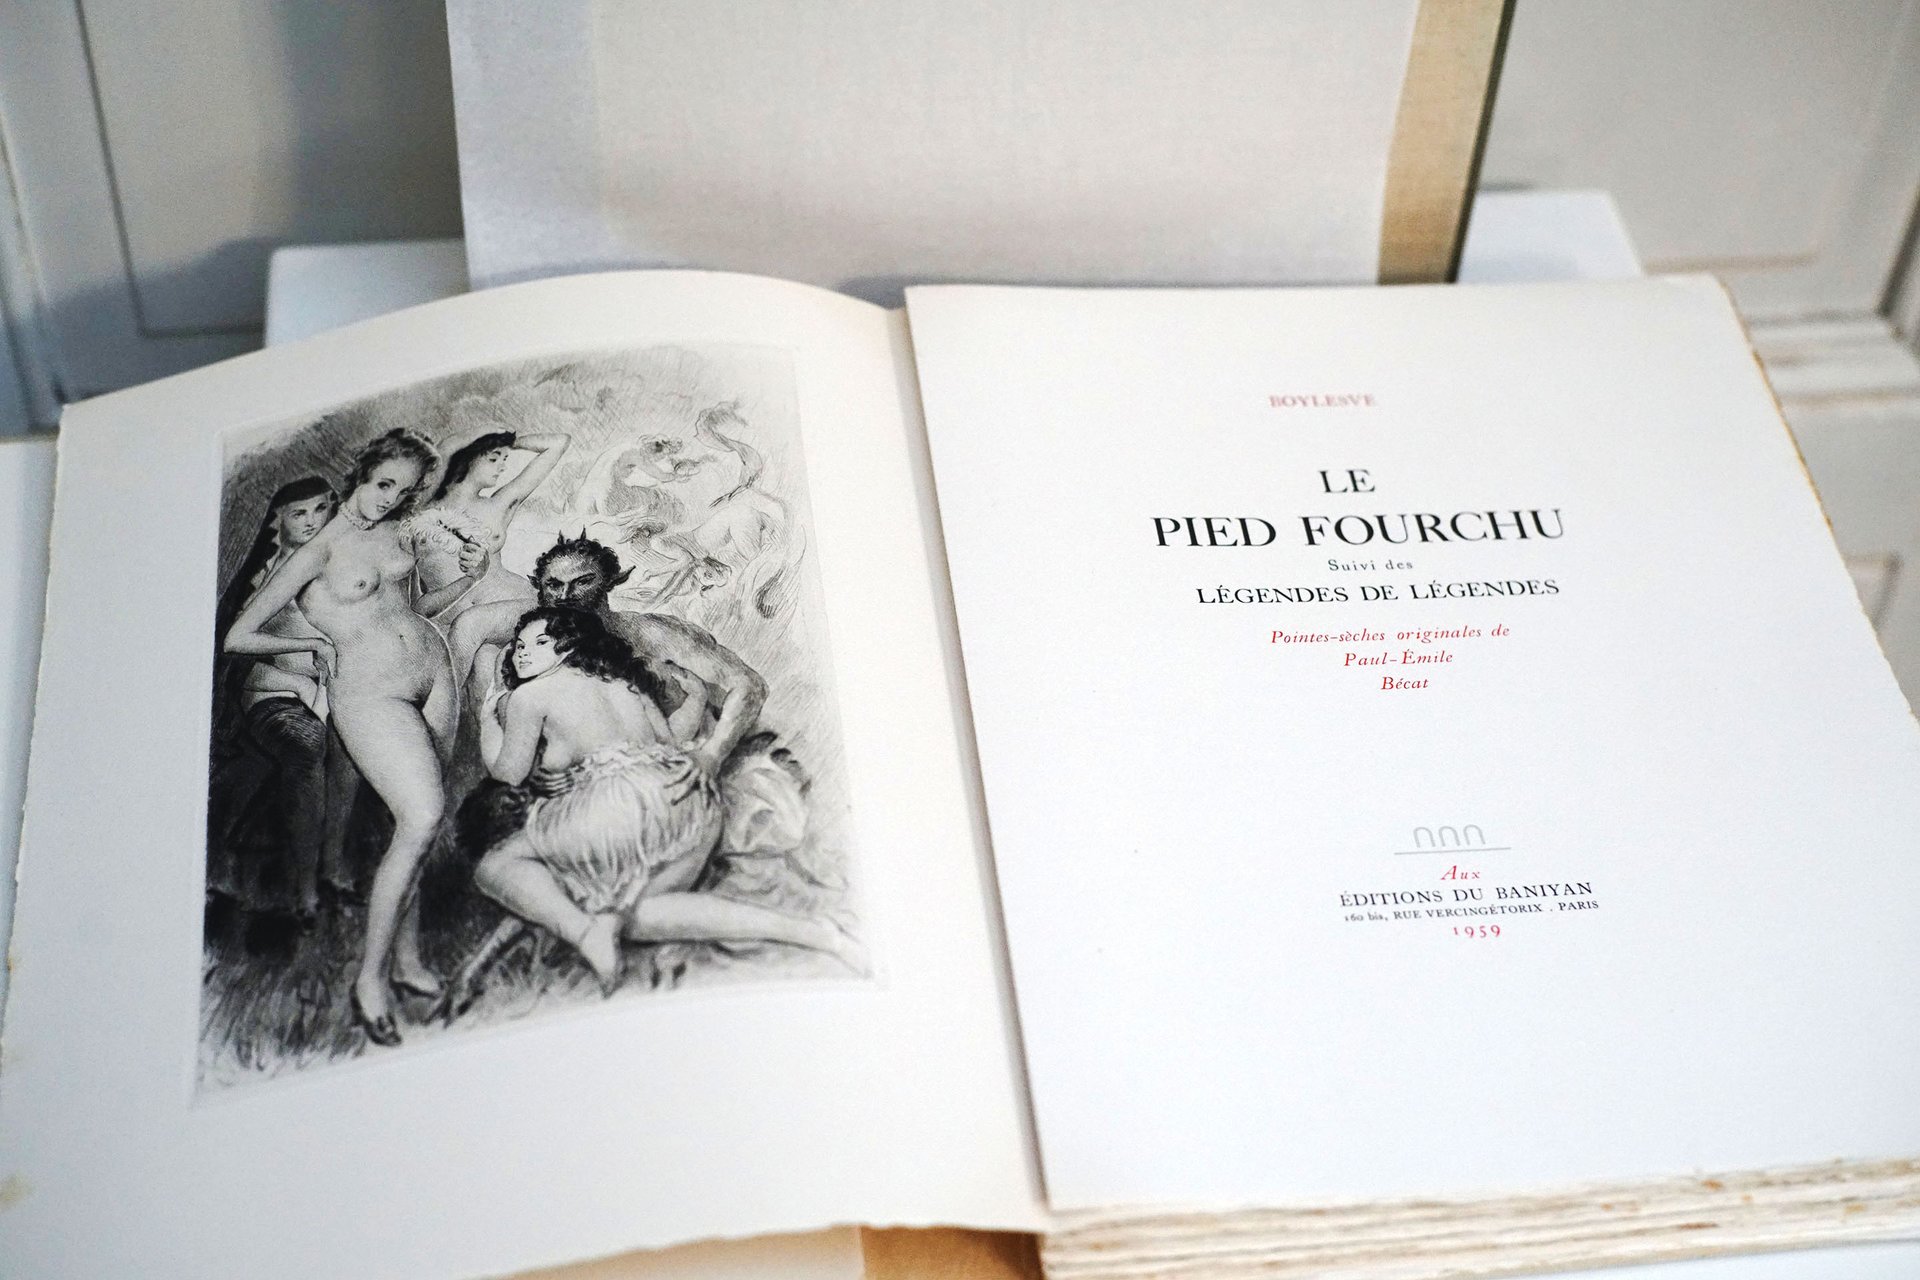 BOYLESVE
LE
PIED FOURCHU
Suivi des
LÉGENDES DE LÉGENDES
Pointes-sèches originales de
Paul-Émile
Bécat
Aux
ÉDITIONS DU BANIYAN
160 bis, RUE VERCINGÉTORIX . PARIS
1959